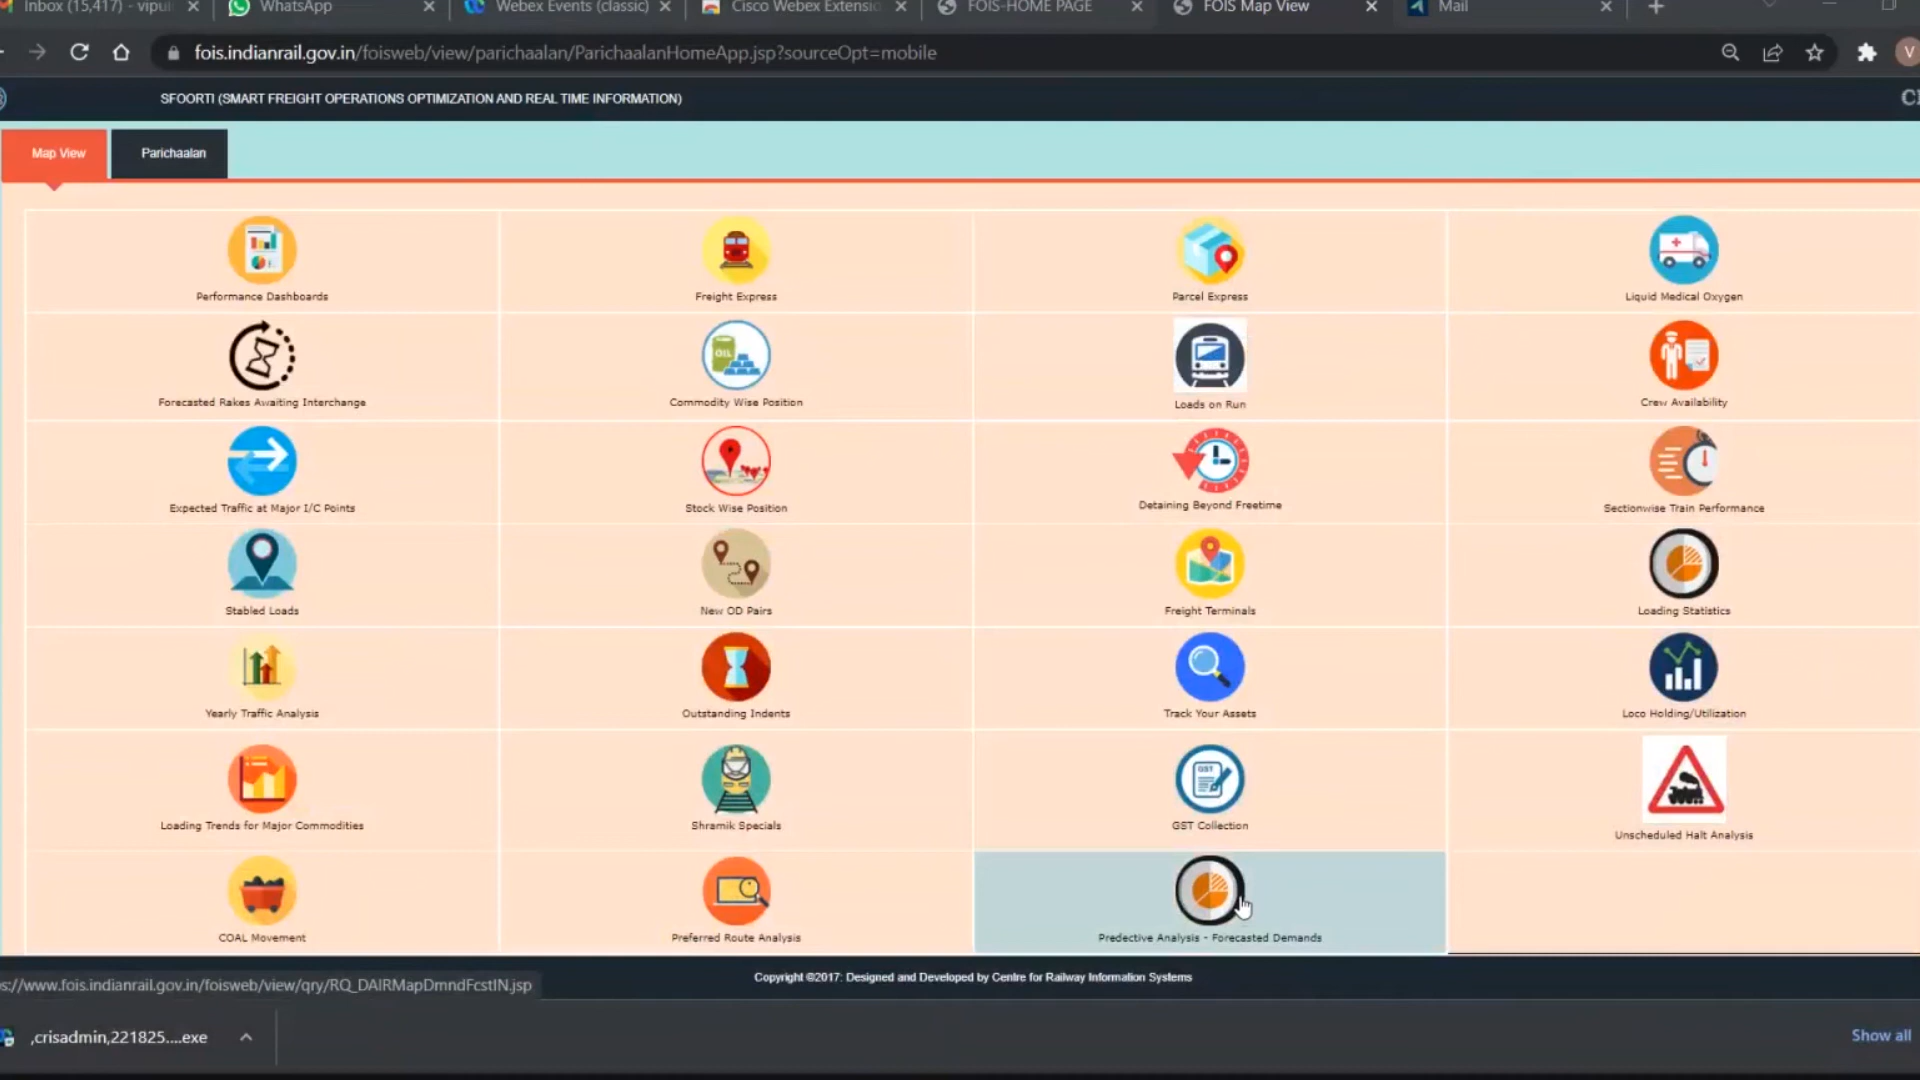 Inbox (15,417) - vipul
WhatsApp
Webex Events (classic)
Cisco Webex Extensio
FOIS-HOME PAGE
FOIS Map View
Mail
fois.indianrail.gov.in/foisweb/view/parichaalan/ParichaalanHomeApp.jsp?sourceOpt=mobile
V
SFOORTI (SMART FREIGHT OPERATIONS OPTIMIZATION AND REAL TIME INFORMATION)
Map View
Parichaalan
Performance Dashboards
Freight Express
Parcel Express
Liquid Medical Oxygen
OIL
Forecasted Rakes Awaiting Interchange
Commodity Wise Position
Loads on Run
Crew Availability
Expected Traffic at Major I/C Points
Stock Wise Position
Detaining Beyond Freetime
Sectionwise Train Performance
Stabled Loads
New OD Pairs
Freight Terminals
Loading Statistics
Yearly Traffic Analysis
Outstanding Indents
Track Your Assets
Loco Holding/Utilization
GST
Loading Trends for Major Commodities
Shramik Specials
GST Collection
Unscheduled Halt Analysis
COAL Movement
Preferred Route Analysis
Predective Analysis - Forecasted Demands
Copyright ©2017: Designed and Developed by Centre for Railway Information Systems
s://www.fois.indianrail.gov.in/foisweb/view/qry/RQ_DAIRMapDmndFcstIN.jsp
,crisadmin,221825....exe
Show all